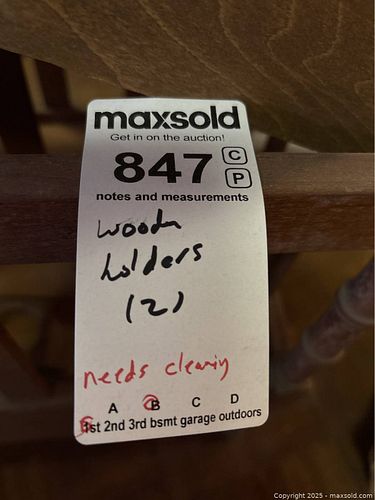 maxsold
Get in on the auction!
847 C
P
notes and measurements
wooden
holders
(2)
needs cleaning
A B C D
1st 2nd 3rd bsmt garage outdoors
Copyright 2025 - maxsold.com